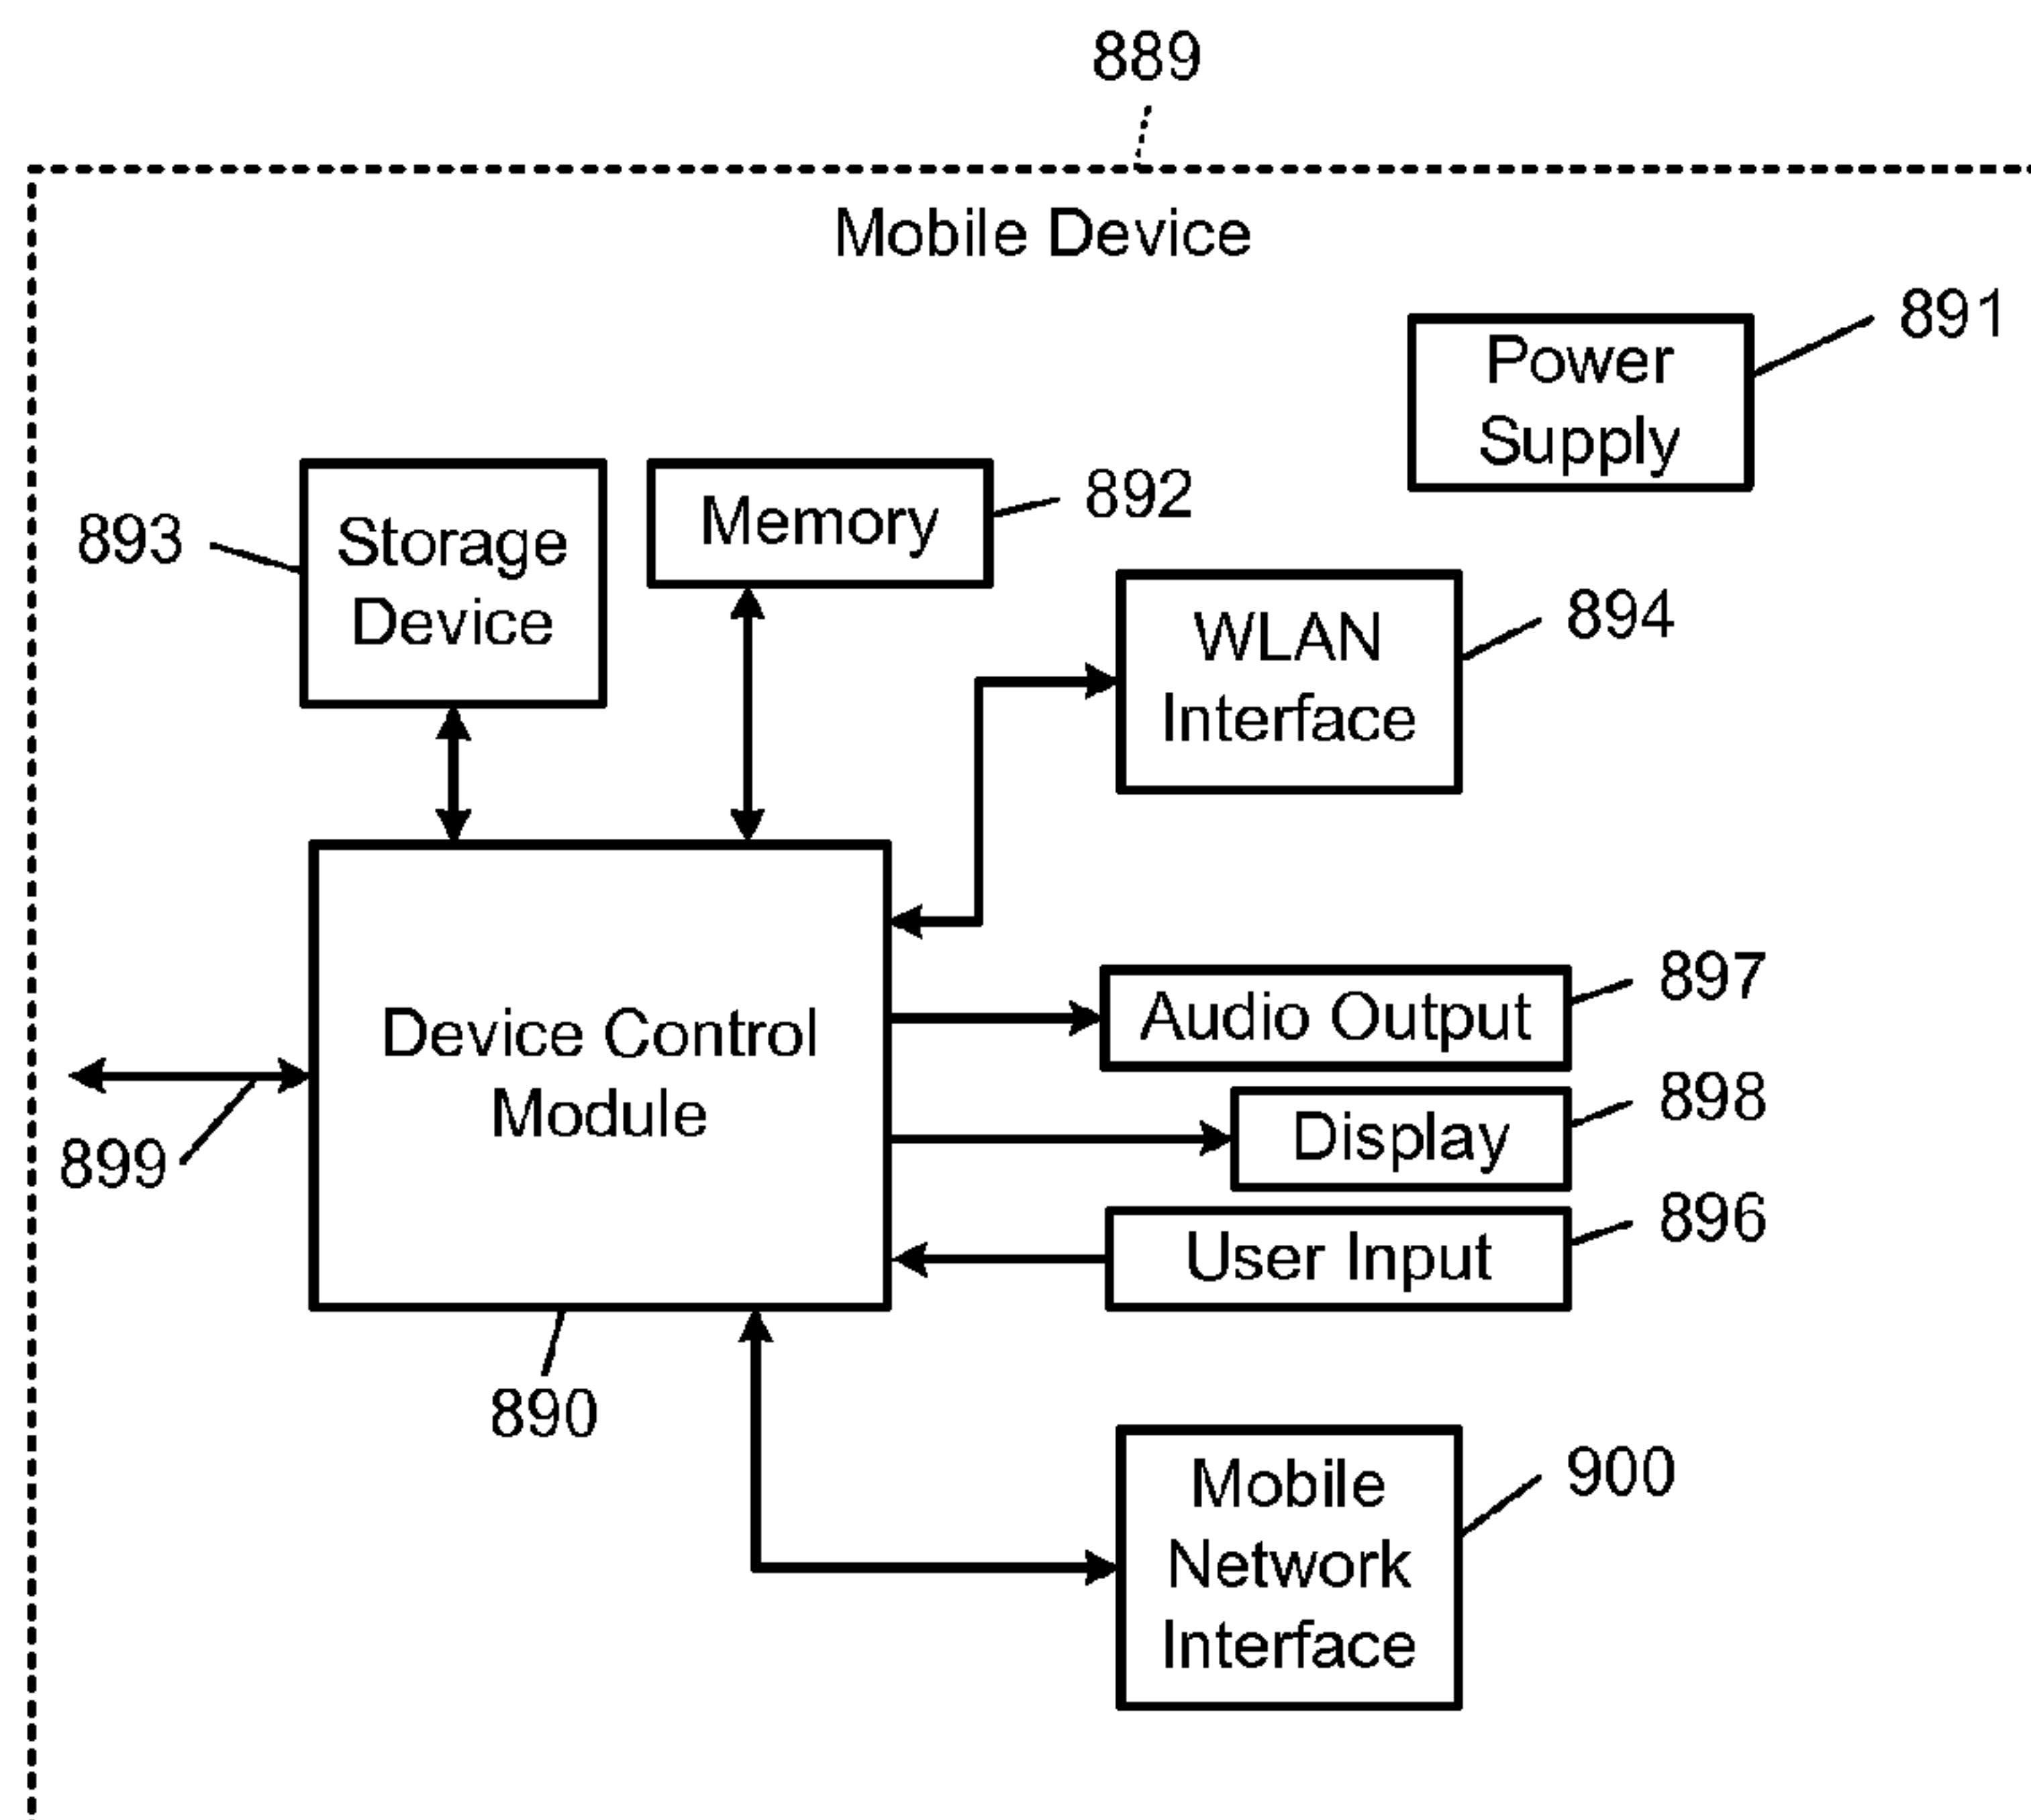 889
Mobile Device
891
Power
Supply
893
Storage
Device
Memory
892
WLAN
Interface
894
Device Control
Module
899
Audio Output
897
Display
898
User Input
896
890
Mobile
Network
Interface
900